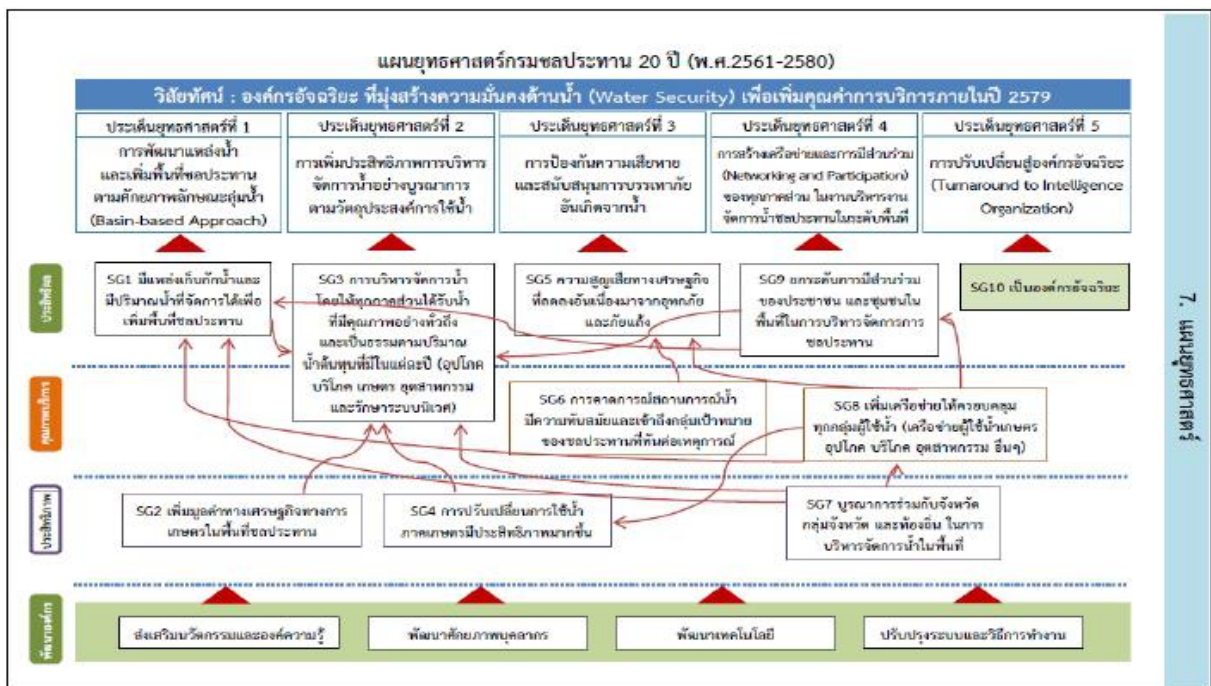 แผนยุทธศาสตร์กรมชลประทาน 20 ปี (พ.ศ.2561-2580)
วิสัยทัศน์ : องค์กรอัจฉริยะ ที่มุ่งสร้างความมั่นคงด้านน้ำ (Water Security) เพื่อเพิ่มคุณค่าการบริการภายในปี 2579
ประเด็นยุทธศาสตร์ที่ 1
การพัฒนาแหล่งน้ำ
และเพิ่มพื้นที่ชลประทาน
ตามศักยภาพลักษณะลุ่มน้ำ
(Basin-based Approach)
ประเด็นยุทธศาสตร์ที่ 2
การเพิ่มประสิทธิภาพการบริหาร
จัดการน้ำอย่างบูรณาการ
ตามวัตถุประสงค์การใช้น้ำ
ประเด็นยุทธศาสตร์ที่ 3
การป้องกันความเสียหาย
และสนับสนุนการบรรเทาภัย
อันเกิดจากน้ำ
ประเด็นยุทธศาสตร์ที่ 4
การสร้างเครือข่ายและการมีส่วนร่วม
(Networking and Participation)
ของทุกภาคส่วน ในงานบริหารงาน
จัดการน้ำชลประทานในระดับพื้นที่
ประเด็นยุทธศาสตร์ที่ 5
การปรับเปลี่ยนสู่องค์กรอัจฉริยะ
(Turnaround to Intelligence
Organization)
ประสิทธิผล
SG1 มีแหล่งเก็บกักน้ำและ
มีปริมาณน้ำที่จัดการได้เพื่อ
เพิ่มพื้นที่ชลประทาน
SG3 การบริหารจัดการน้ำ
โดยให้ทุกภาคส่วนได้รับน้ำ
ที่มีคุณภาพอย่างทั่วถึง
และเป็นธรรมตามปริมาณ
น้ำต้นทุนที่มีในแต่ละปี (อุปโภค
บริโภค เกษตร อุตสาหกรรม
และรักษาระบบนิเวศ)
SG5 ความสูญเสียทางเศรษฐกิจ
ที่ลดลงอันเนื่องมาจากอุทกภัย
และภัยแล้ง
SG9 ยกระดับการมีส่วนร่วม
ของประชาชน และชุมชนใน
พื้นที่ในการบริหารจัดการการ
ชลประทาน
SG10 เป็นองค์กรอัจฉริยะ
คุณภาพบริการ
SG6 การคาดการณ์สถานการณ์น้ำ
มีความทันสมัยและเข้าถึงกลุ่มเป้าหมาย
ของชลประทานที่ทันต่อเหตุการณ์
SG8 เพิ่มเครือข่ายให้ครอบคลุม
ทุกกลุ่มผู้ใช้น้ำ (เครือข่ายผู้ใช้น้ำเกษตร
อุปโภค บริโภค อุตสาหกรรม อื่นๆ)
ประสิทธิภาพ
SG2 เพิ่มมูลค่าทางเศรษฐกิจทางการ
เกษตรในพื้นที่ชลประทาน
SG4 การปรับเปลี่ยนการใช้น้ำ
ภาคเกษตรมีประสิทธิภาพมากขึ้น
SG7 บูรณาการร่วมกับจังหวัด
กลุ่มจังหวัด และท้องถิ่น ในการ
บริหารจัดการน้ำในพื้นที่
พัฒนาองค์กร
ส่งเสริมนวัตกรรมและองค์ความรู้
พัฒนาศักยภาพบุคลากร
พัฒนาเทคโนโลยี
ปรับปรุงระบบและวิธีการทำงาน
7. แผนยุทธศาสตร์